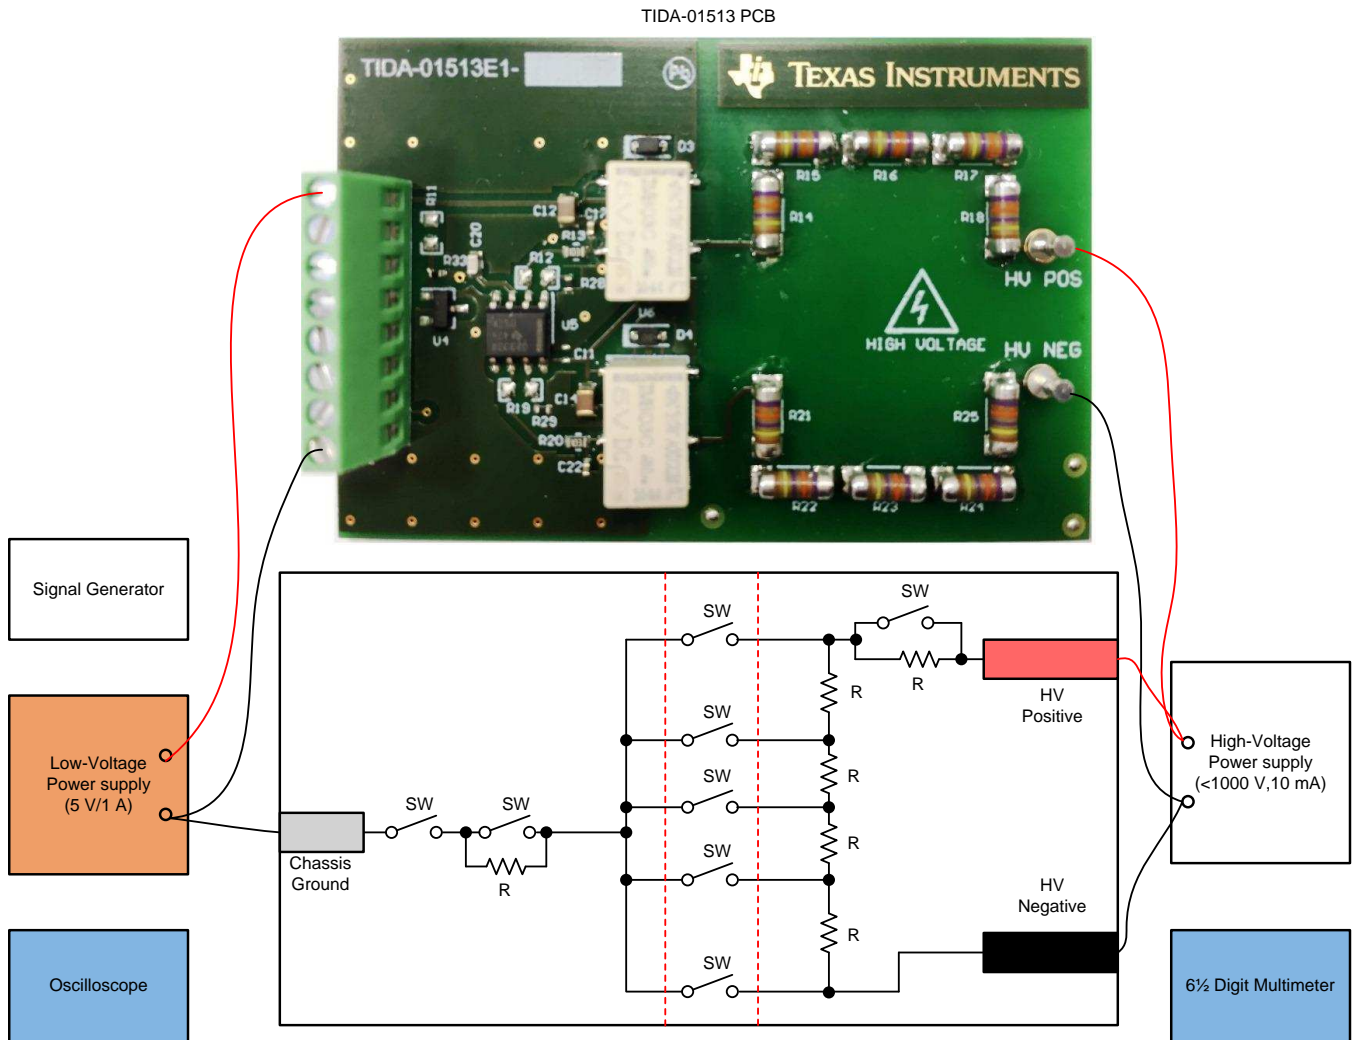 TIDA-01513 PCB
TIDA-01513E1-
Pb
TEXAS INSTRUMENTS
D3
R15
R16
R17
R11
C12
R14
R18
C20
R13
R33
R12
R28
HV POS
U6
U5
D4
U4
HIGH VOLTAGE
HV NEG
C11
C14
R19
R29
R21
R25
R20
C22
R22
R23
R24
Signal Generator
SW
SW
R
R
HV
Positive
SW
Low-Voltage
Power supply
(5 V/1 A)
High-Voltage
Power supply
(<1000 V,10 mA)
R
SW
SW
SW
SW
R
R
Chassis
Ground
HV
Negative
R
SW
Oscilloscope
6½ Digit Multimeter